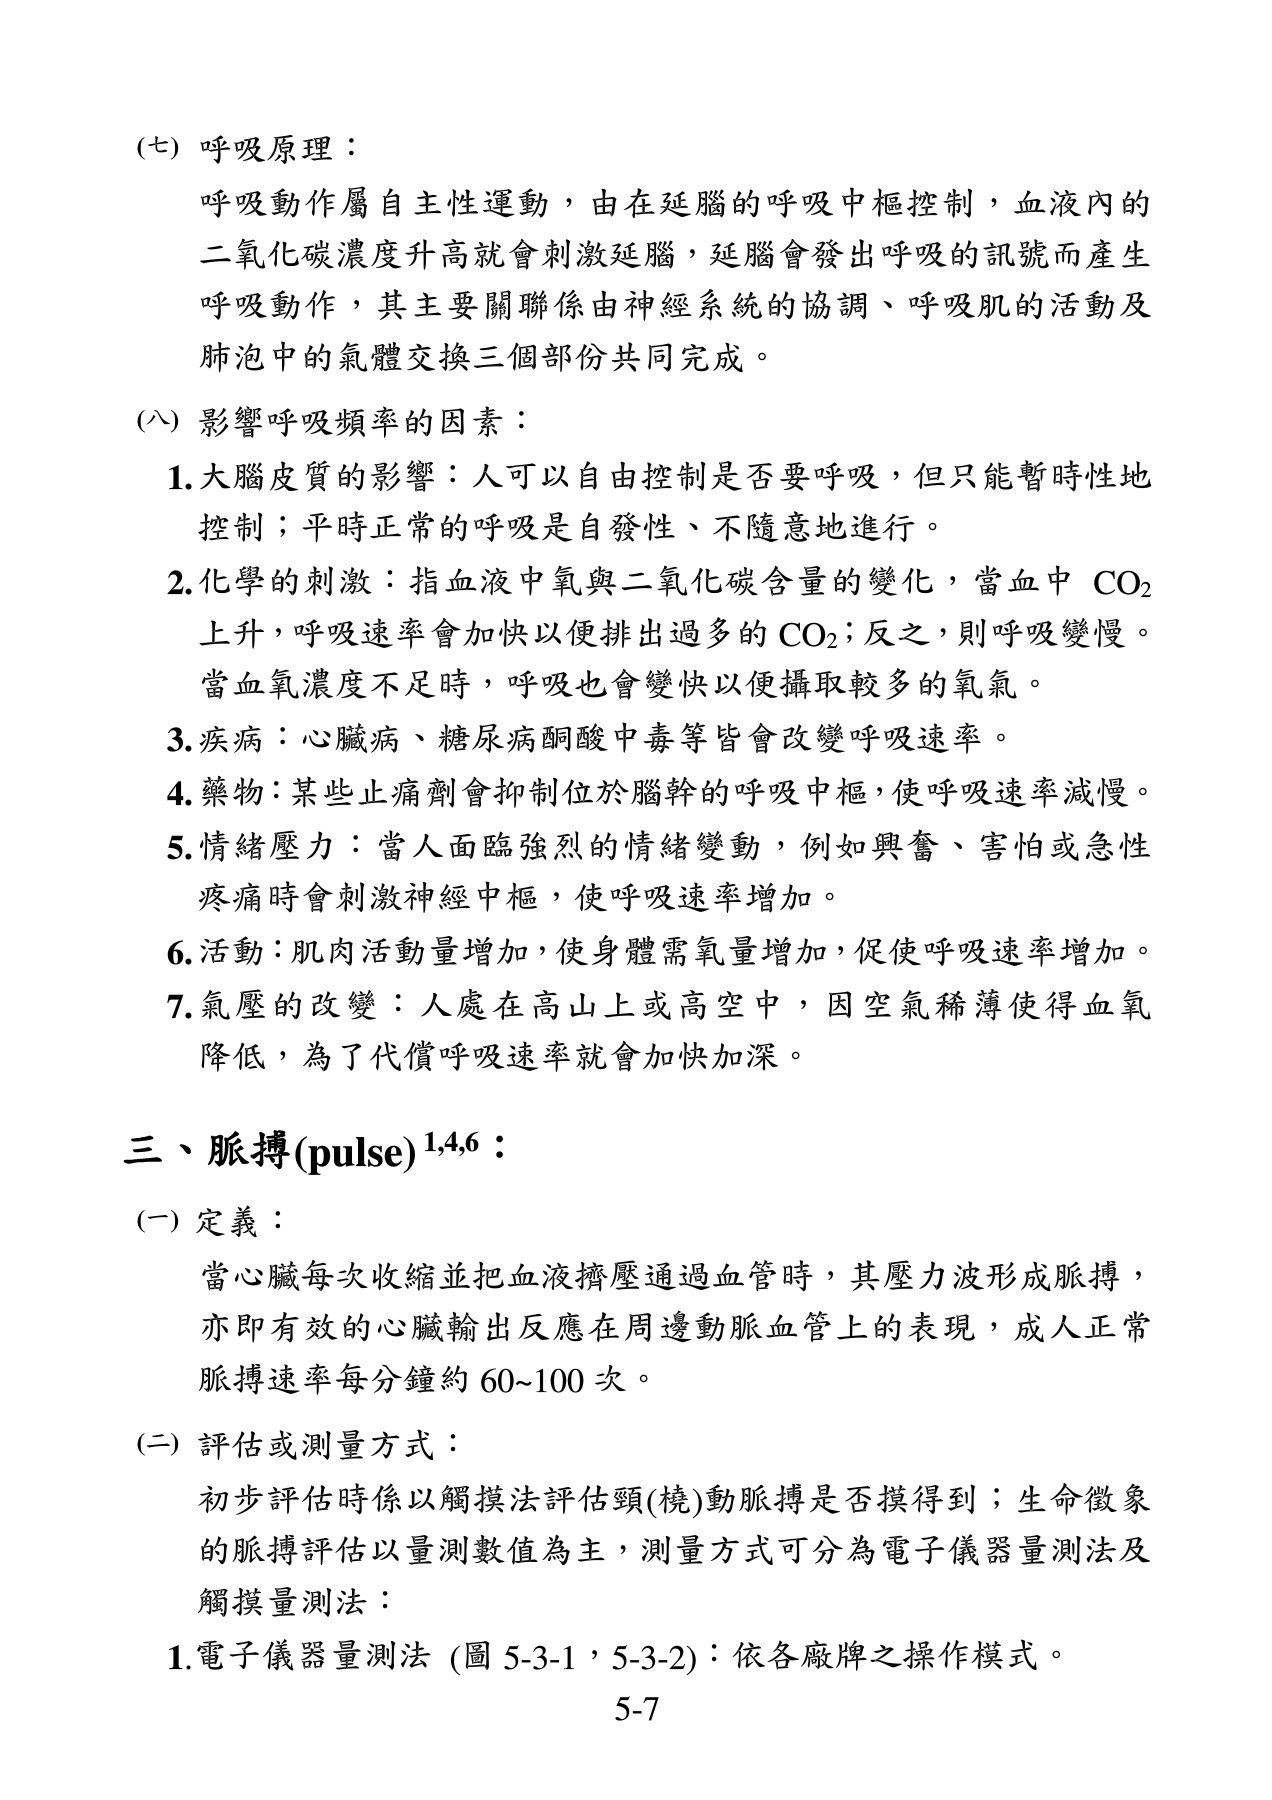 (七) 呼吸原理：
呼吸動作屬自主性運動，由在延腦的呼吸中樞控制，血液內的
二氧化碳濃度升高就會刺激延腦，延腦會發出呼吸的訊號而產生
呼吸動作，其主要關聯係由神經系統的協調、呼吸肌的活動及
肺泡中的氣體交換三個部份共同完成。
(八) 影響呼吸頻率的因素：
1.大腦皮質的影響：人可以自由控制是否要呼吸，但只能暫時性地
控制；平時正常的呼吸是自發性、不隨意地進行。
2.化學的刺激：指血液中氧與二氧化碳含量的變化，當血中 CO₂
上升，呼吸速率會加快以便排出過多的 CO₂；反之，則呼吸變慢。
當血氧濃度不足時，呼吸也會變快以便攝取較多的氧氣。
3.疾病：心臟病、糖尿病酮酸中毒等皆會改變呼吸速率。
4.藥物：某些止痛劑會抑制位於腦幹的呼吸中樞，使呼吸速率減慢。
5.情緒壓力：當人面臨強烈的情緒變動，例如興奮、害怕或急性
疼痛時會刺激神經中樞，使呼吸速率增加。
6.活動：肌肉活動量增加，使身體需氧量增加，促使呼吸速率增加。
7.氣壓的改變：人處在高山上或高空中，因空氣稀薄使得血氧
降低，為了代償呼吸速率就會加快加深。
三、脈搏(pulse) 1,4,6：
(一) 定義：
當心臟每次收縮並把血液擠壓通過血管時，其壓力波形成脈搏，
亦即有效的心臟輸出反應在周邊動脈血管上的表現，成人正常
脈搏速率每分鐘約 60~100 次。
(二) 評估或測量方式：
初步評估時係以觸摸法評估頸(橈)動脈搏是否摸得到；生命徵象
的脈搏評估以量測數值為主，測量方式可分為電子儀器量測法及
觸摸量測法：
1.電子儀器量測法 (圖 5-3-1，5-3-2)：依各廠牌之操作模式。
5-7